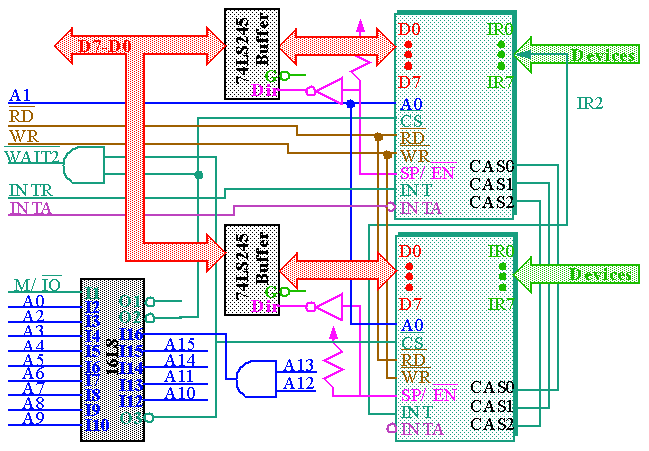 D7-D0
74LS245
Buffer
G
Dir
D0
D7
A0
CS
RD
WR
SP/ EN
INT
INTA
IR0
IR7
CAS0
CAS1
CAS2
Devices
IR2
A1
RD
WR
WAIT2
INTR
INTA
74LS245
Buffer
G
Dir
D0
D7
A0
CS
RD
WR
SP/ EN
INT
INTA
IR0
IR7
CAS0
CAS1
CAS2
Devices
M/ IO
A0
A2
A3
A4
A5
A6
A7
A8
A9
I1
I2
I3
I4
I5
I6
I7
I8
I9
I10
16L8
O1
O2
I16
I15
I14
I13
I12
O3
A15
A14
A11
A10
A13
A12